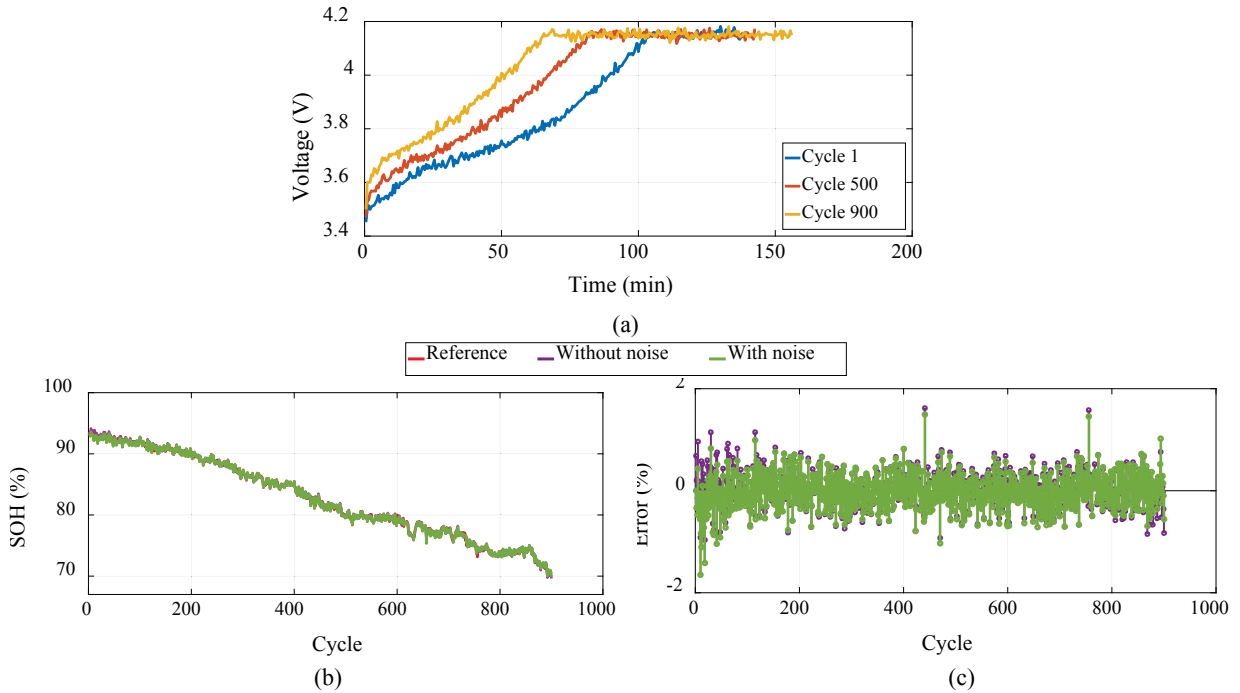 4.2
4
3.8
3.6
3.4
Voltage (V)
Cycle 1
Cycle 500
Cycle 900
0 50 100 150 200
Time (min)
(a)
Reference Without noise With noise
100
90
80
70
SOH (%)
0 200 400 600 800 1000
Cycle
(b)
2
0
-2
Error (%)
0 200 400 600 800 1000
Cycle
(c)